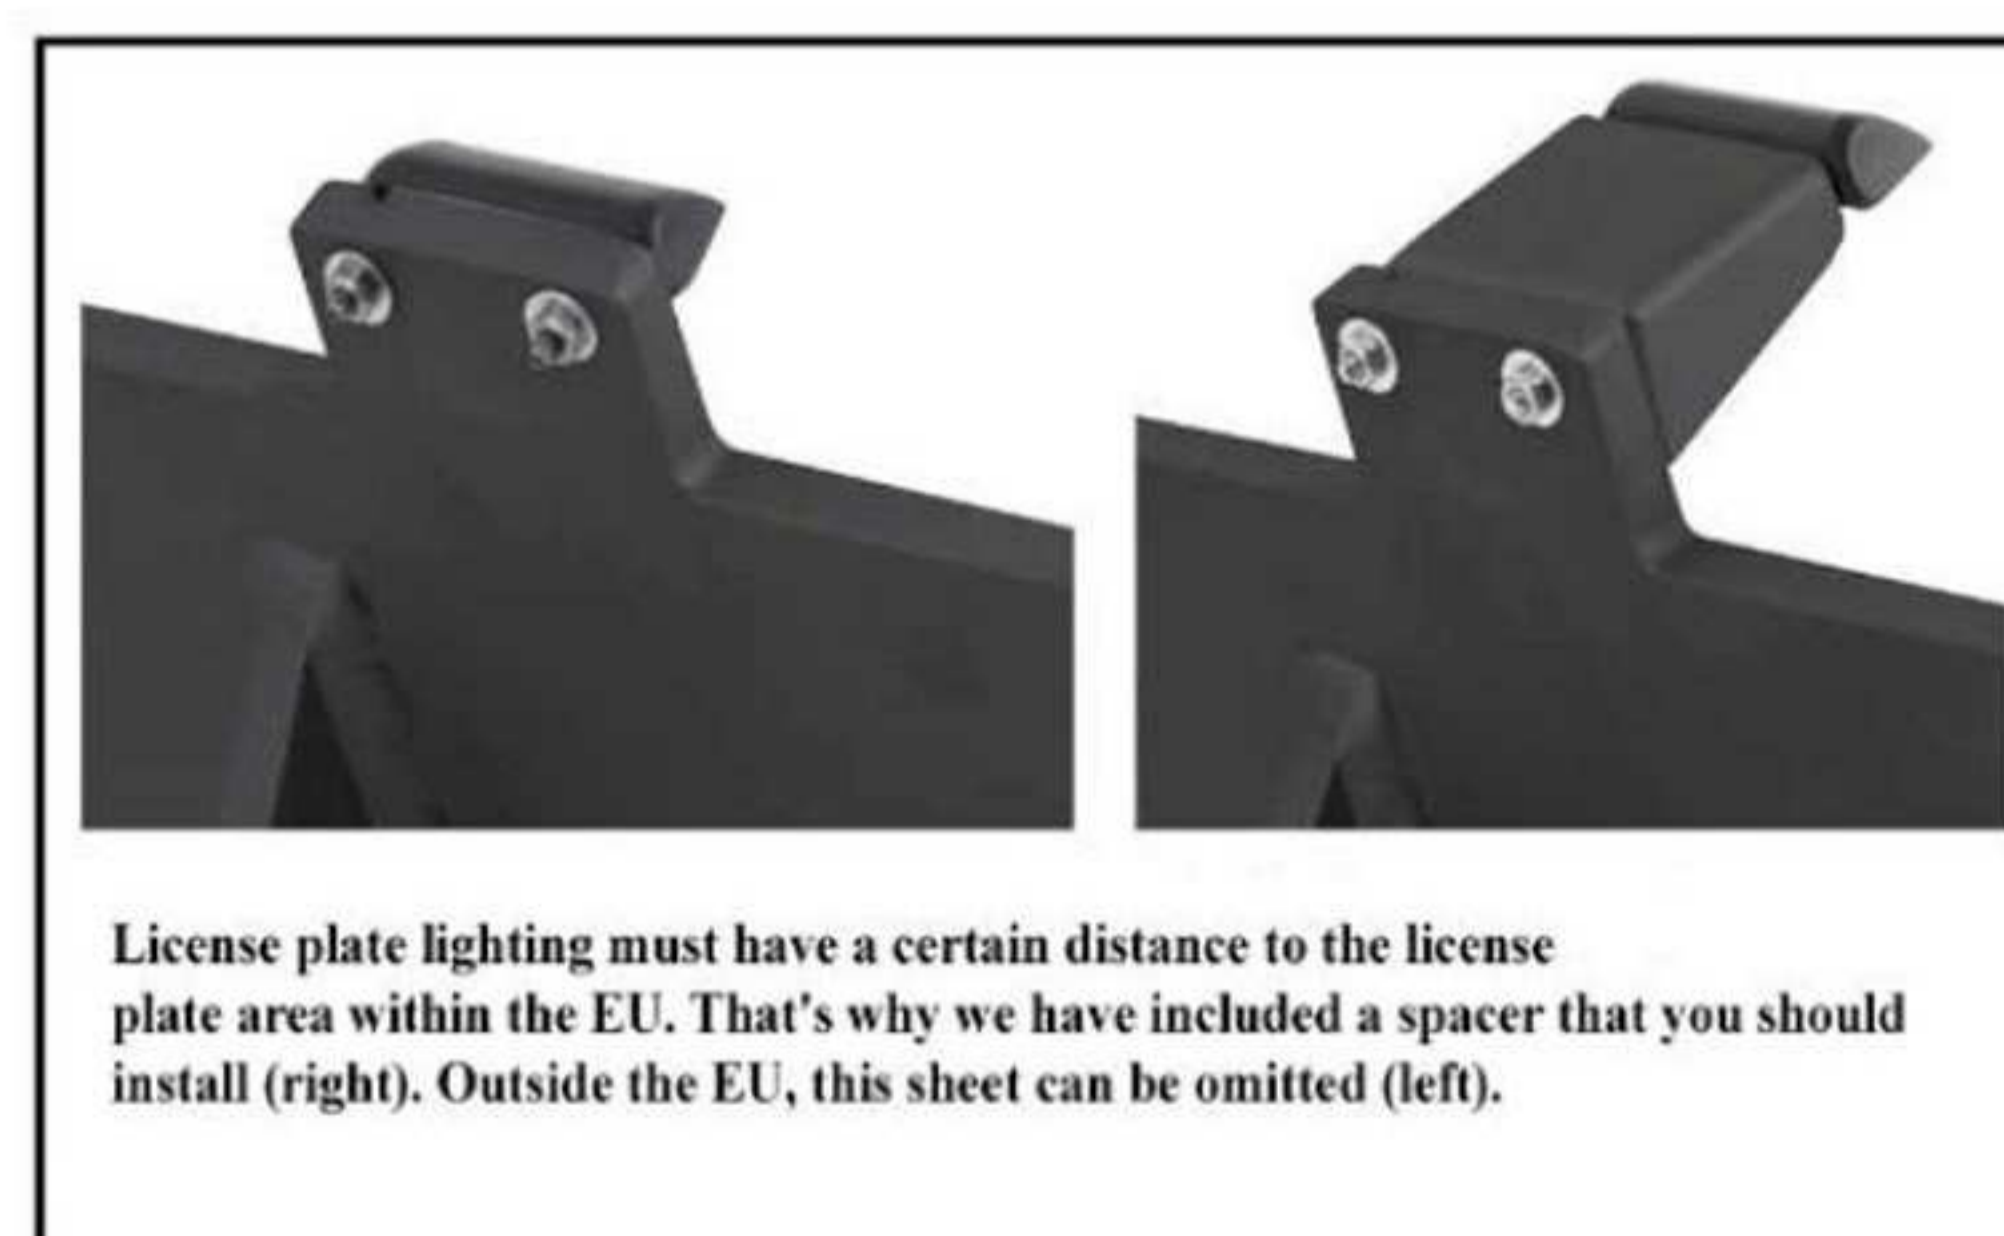 License plate lighting must have a certain distance to the license
plate area within the EU. That's why we have included a spacer that you should
install (right). Outside the EU, this sheet can be omitted (left).